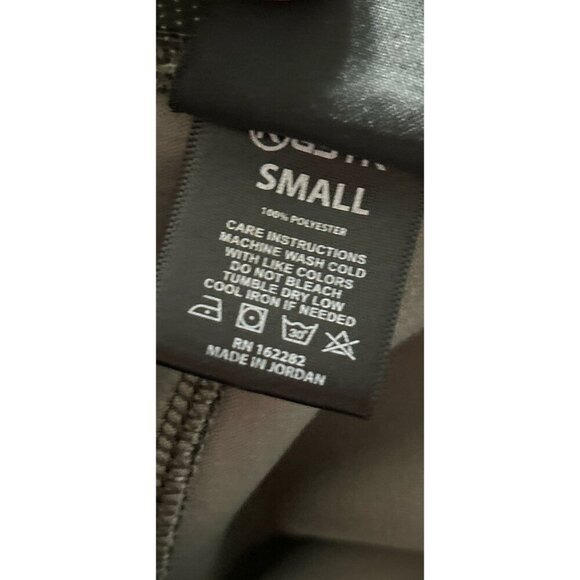 SMALL
100% POLYESTER
CARE INSTRUCTIONS
MACHINE WASH COLD
WITH LIKE COLORS
DO NOT BLEACH
TUMBLE DRY LOW
COOL IRON IF NEEDED
30
RN 162282
MADE IN JORDAN